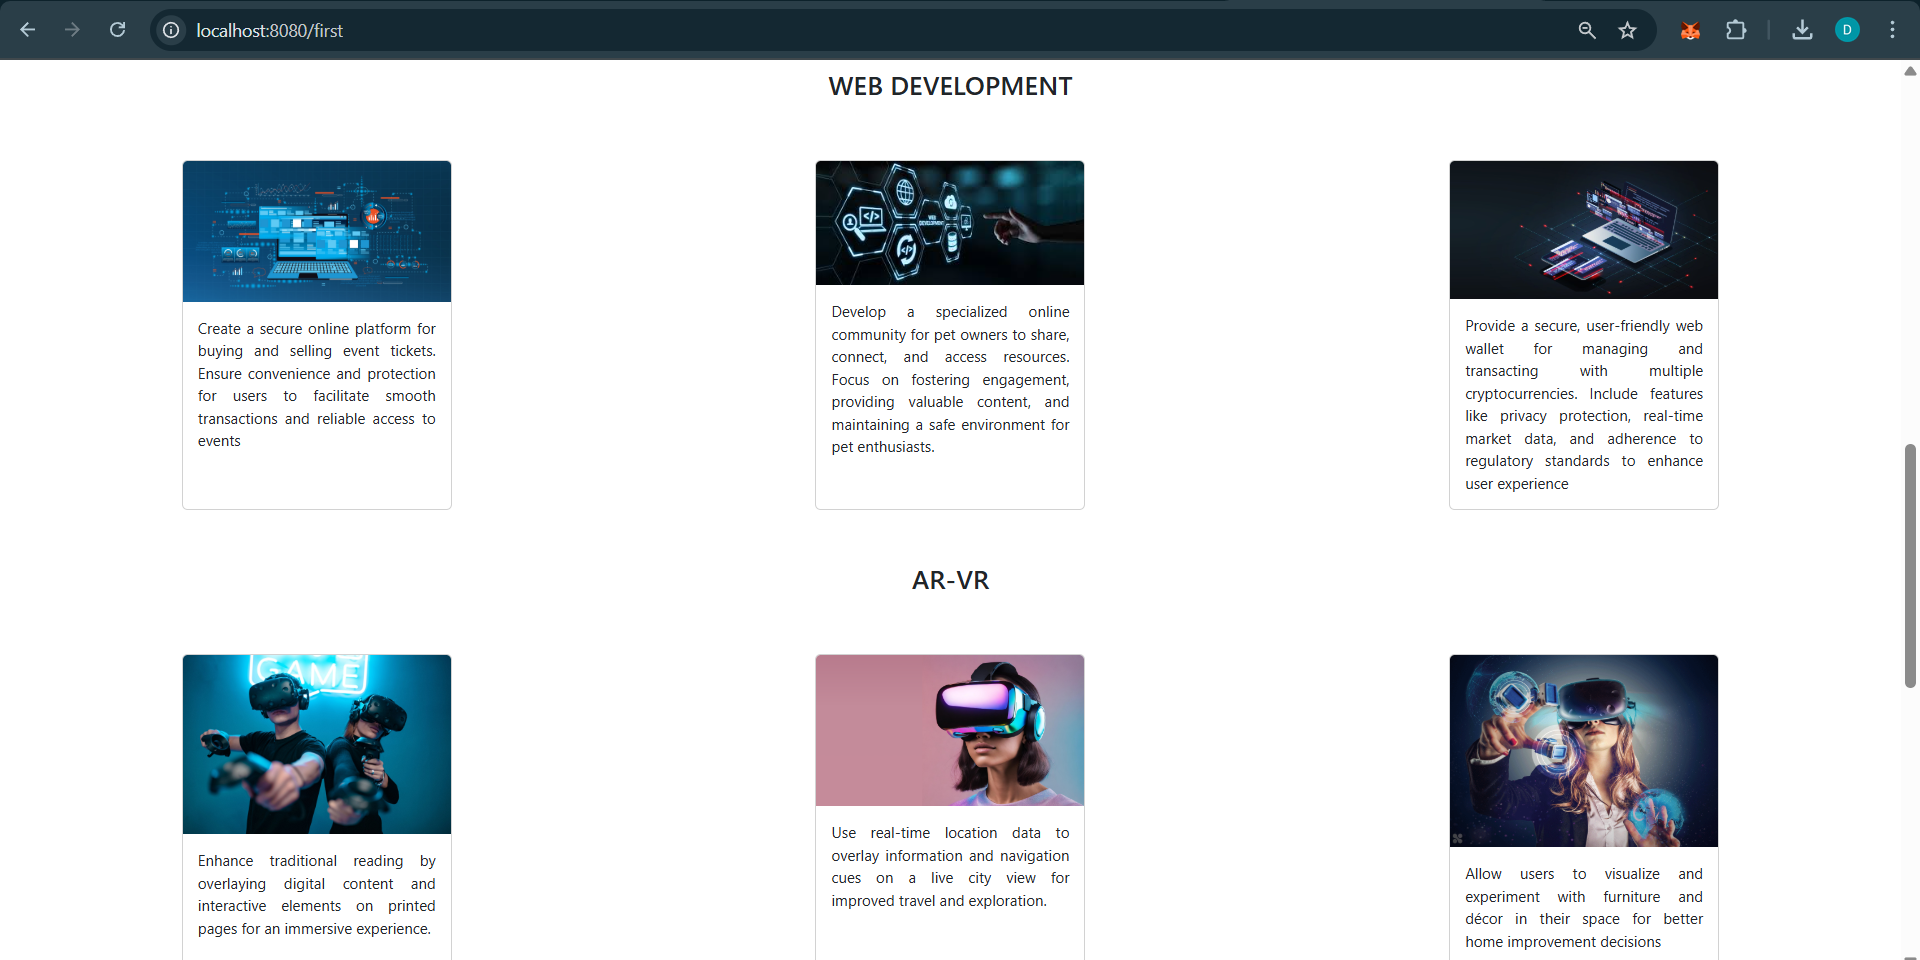 localhost:8080/first
D
WEB DEVELOPMENT
WEB
DEVELOPMENT
Create a secure online platform for
buying and selling event tickets.
Ensure convenience and protection
for users to facilitate smooth
transactions and reliable access to
events
Develop a specialized online
community for pet owners to share,
connect, and access resources.
Focus on fostering engagement,
providing valuable content, and
maintaining a safe environment for
pet enthusiasts.
Provide a secure, user-friendly web
wallet for managing and
transacting with multiple
cryptocurrencies. Include features
like privacy protection, real-time
market data, and adherence to
regulatory standards to enhance
user experience
AR-VR
GAME
Enhance traditional reading by
overlaying digital content and
interactive elements on printed
pages for an immersive experience.
Use real-time location data to
overlay information and navigation
cues on a live city view for
improved travel and exploration.
Allow users to visualize and
experiment with furniture and
décor in their space for better
home improvement decisions